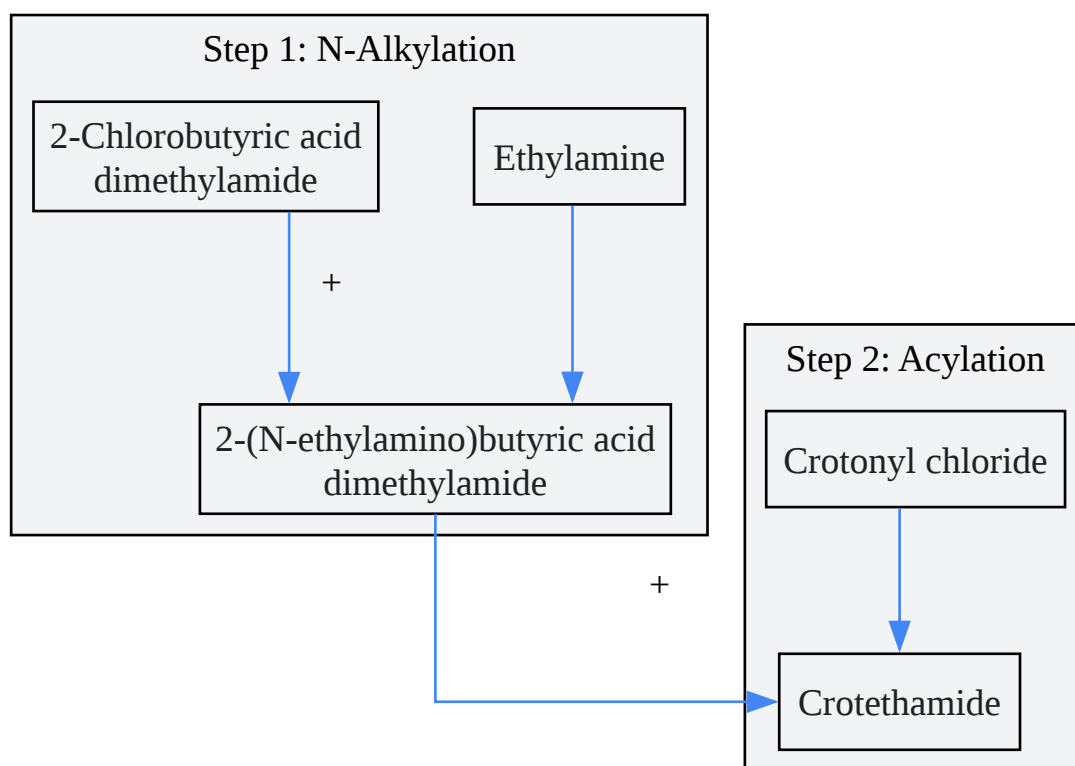 Step 1: N-Alkylation
2-Chlorobutyric acid
dimethylamide
Ethylamine
+
2-(N-ethylamino)butyric acid
dimethylamide
+
Step 2: Acylation
Crotonyl chloride
Crotethamide